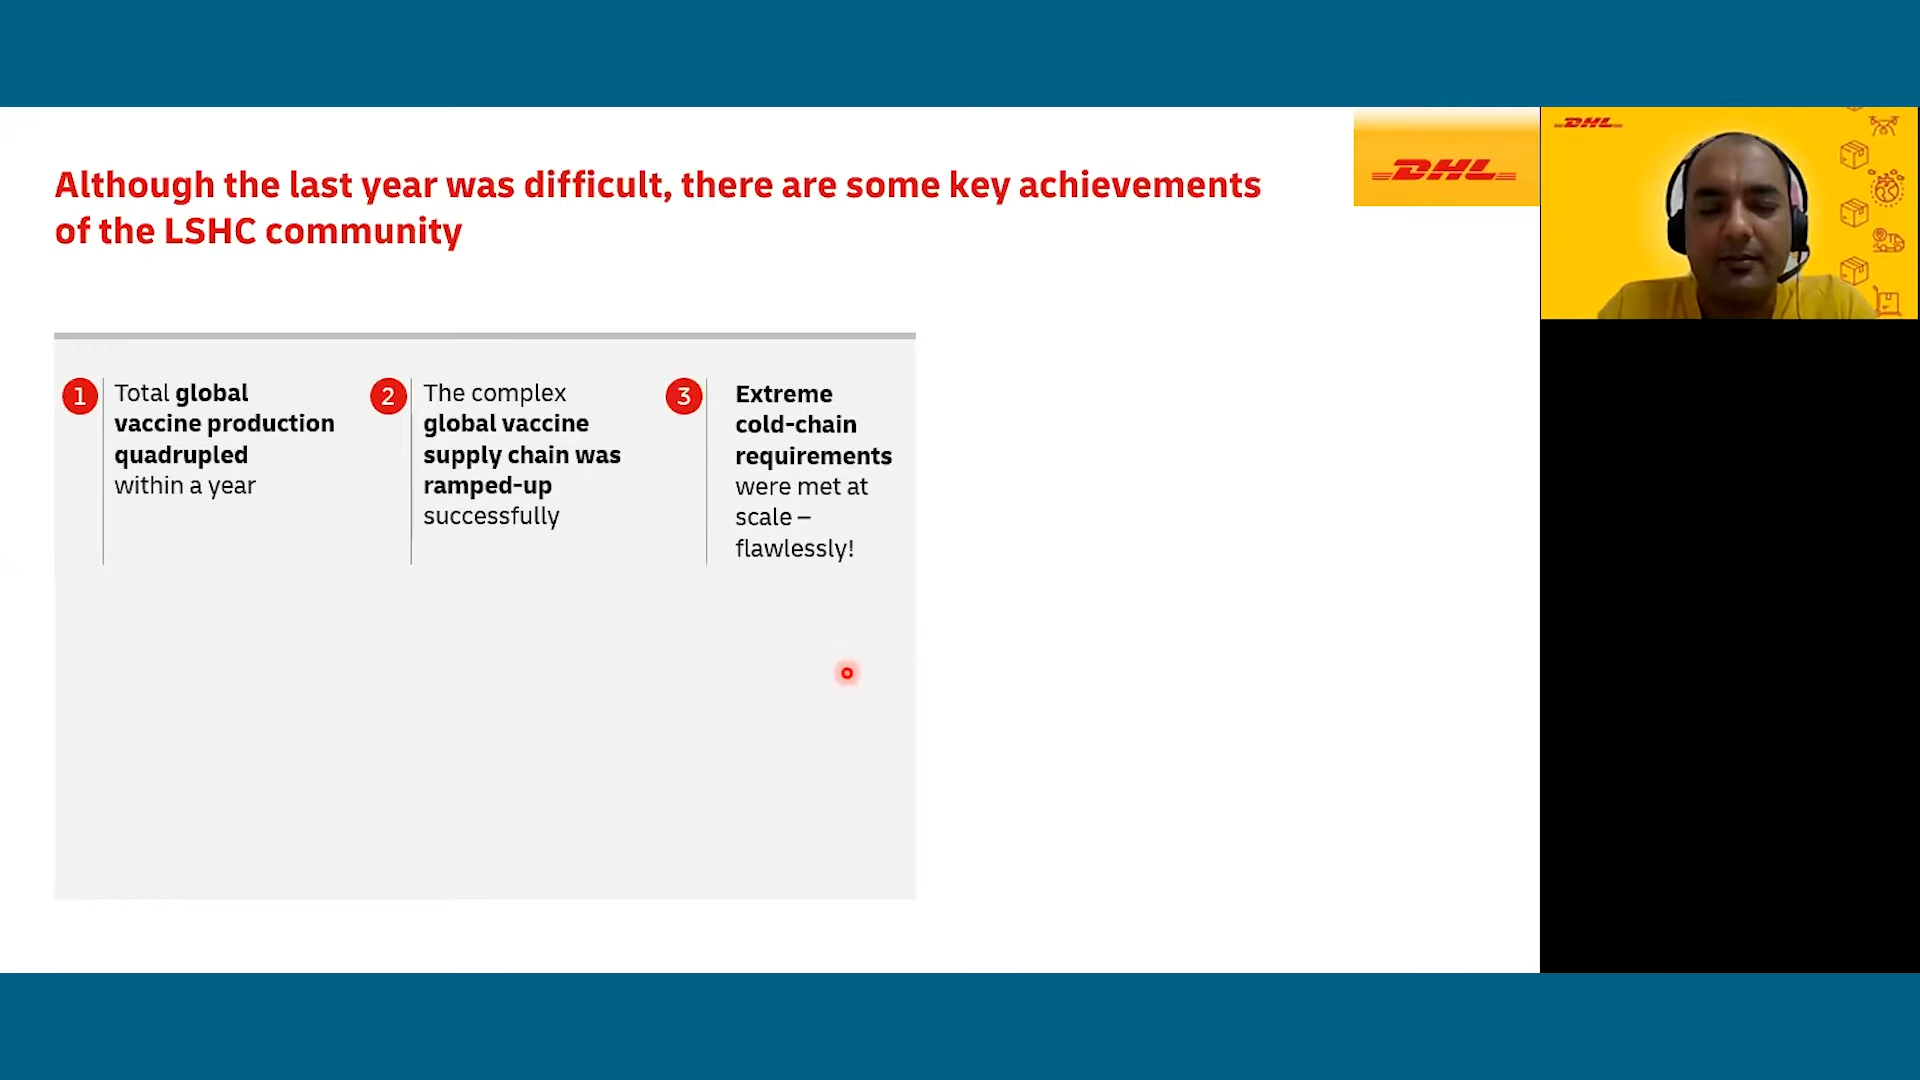 Although the last year was difficult, there are some key achievements
of the LSHC community
DHL
DHL
1
Total global
vaccine production
quadrupled
within a year
2
The complex
global vaccine
supply chain was
ramped-up
successfully
3
Extreme
cold-chain
requirements
were met at
scale –
flawlessly!